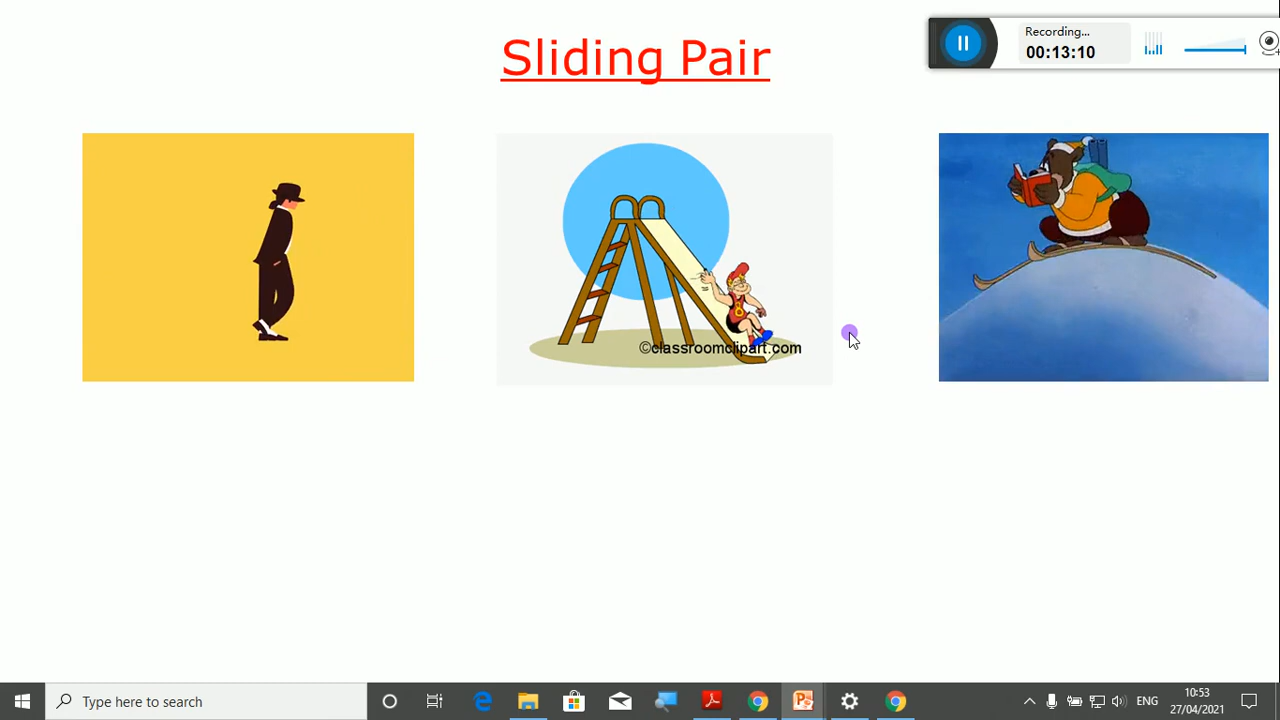 Sliding Pair
Recording...
00:13:10
©classroomclipart.com
Type here to search
ENG
10:53
27/04/2021